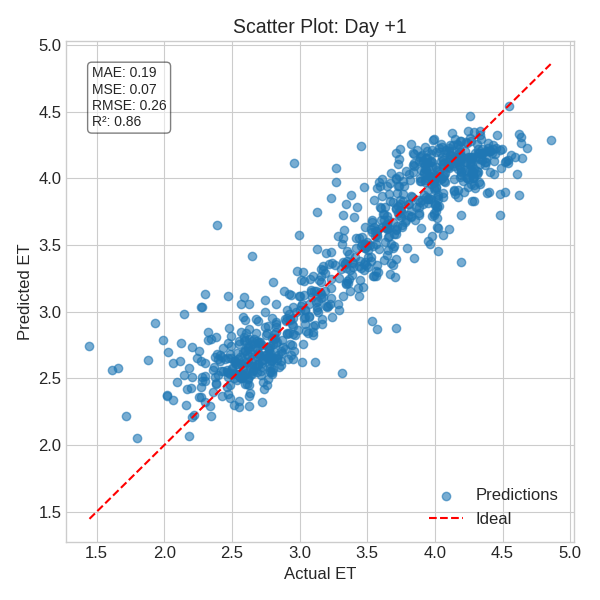 Scatter Plot: Day +1
MAE: 0.19
MSE: 0.07
RMSE: 0.26
R²: 0.86
Predicted ET
5.0
4.5
4.0
3.5
3.0
2.5
2.0
1.5
Predictions
Ideal
1.5 2.0 2.5 3.0 3.5 4.0 4.5 5.0
Actual ET